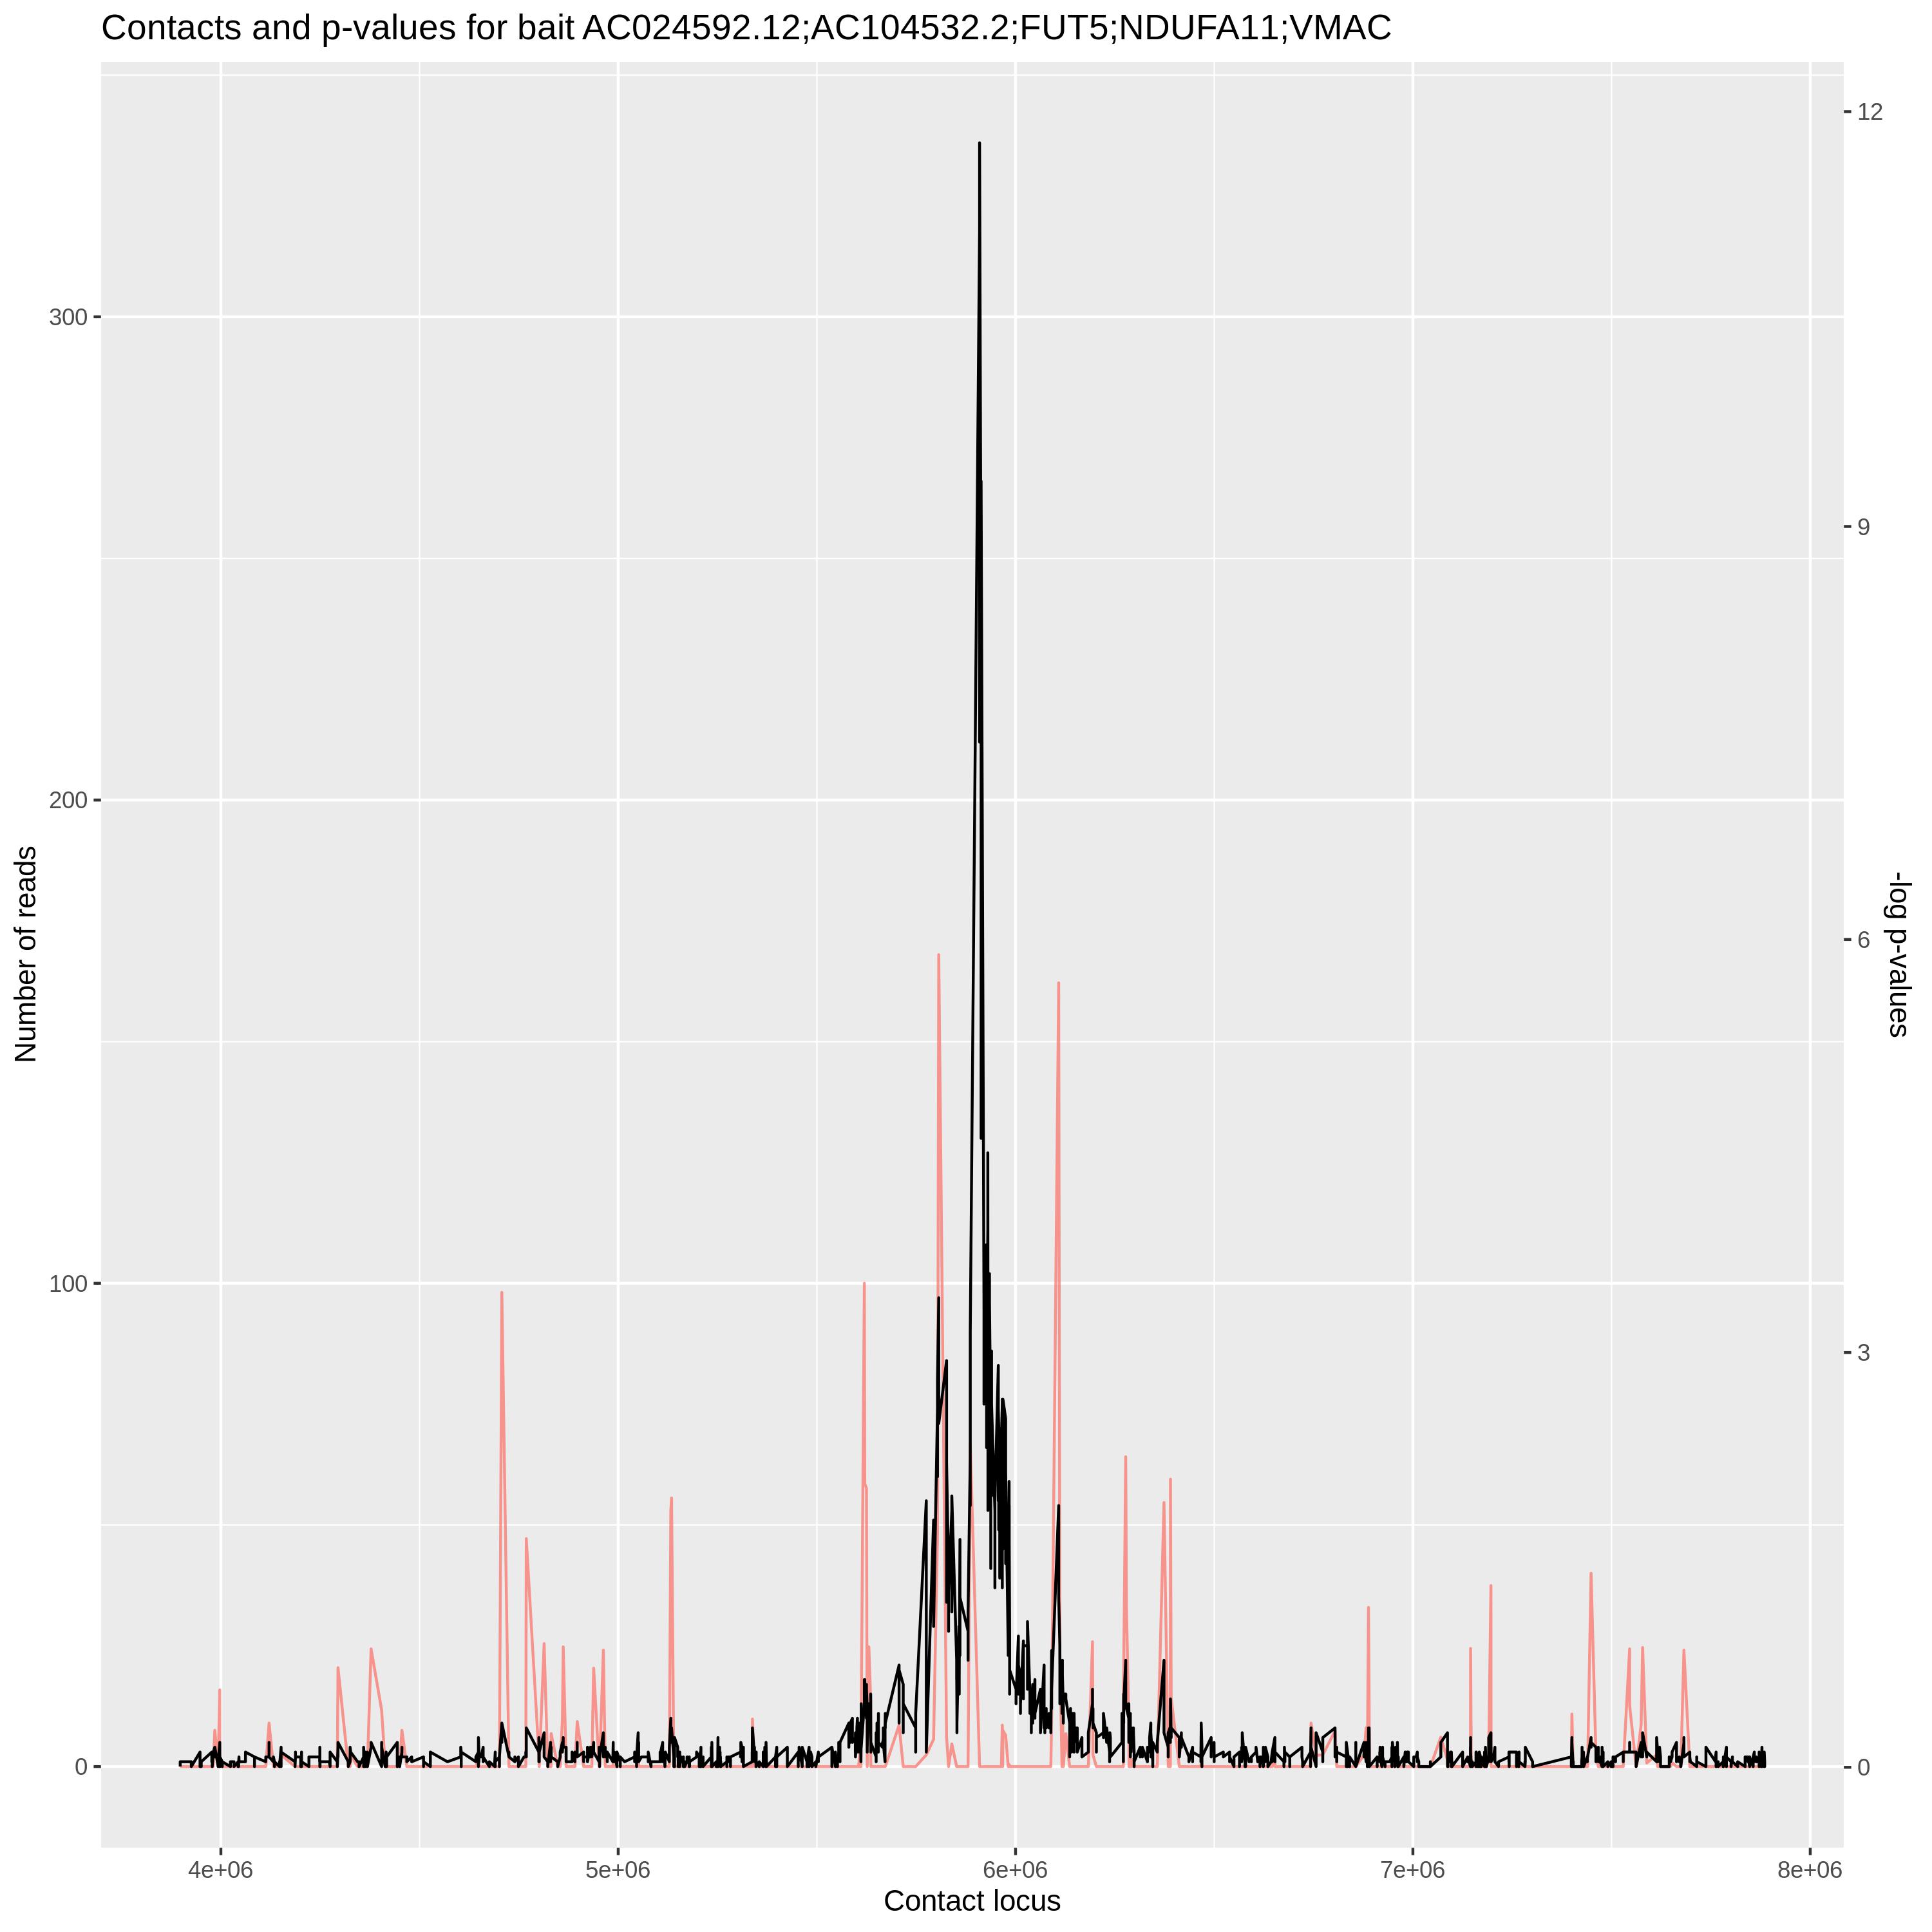 Contacts and p-values for bait AC024592.12;AC104532.2;FUT5;NDUFA11;VMAC
12
300
9
200
6
Number of reads
-log p-values
100
3
0
0
4e+06 5e+06 6e+06 7e+06 8e+06
Contact locus